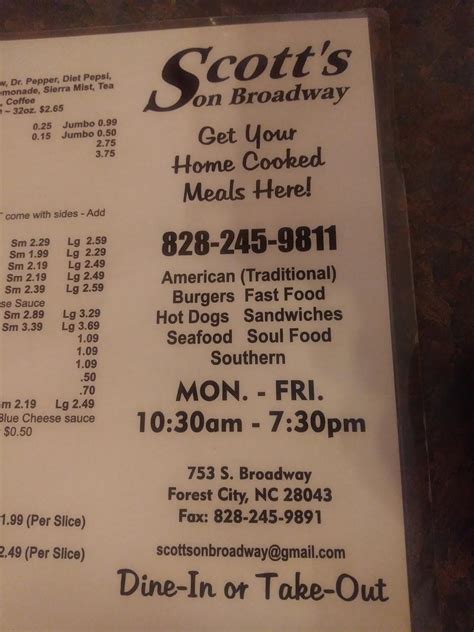 w, Dr. Pepper, Diet Pepsi,
emonade, Sierra Mist, Tea
, Coffee
– 32oz. $2.65
0.25 Jumbo 0.99
0.15 Jumbo 0.50
2.75
3.75
T come with sides - Add
Sm 2.29 Lg 2.59
Sm 1.99 Lg 2.29
Sm 2.19 Lg 2.49
Sm 2.19 Lg 2.49
Sm 2.39 Lg 2.59
se Sauce
Sm 2.89 Lg 3.29
Sm 3.39 Lg 3.69
1.09
1.09
.50
.70
m 2.19 Lg 2.49
Blue Cheese sauce
$0.50
1.99 (Per Slice)
2.49 (Per Slice)
Scott's
on Broadway
Get Your
Home Cooked
Meals Here!
828-245-9811
American (Traditional)
Burgers Fast Food
Hot Dogs Sandwiches
Seafood Soul Food
Southern
MON. - FRI.
10:30am - 7:30pm
753 S. Broadway
Forest City, NC 28043
Fax: 828-245-9891
scottsonbroadway@gmail.com
Dine-In or Take-Out